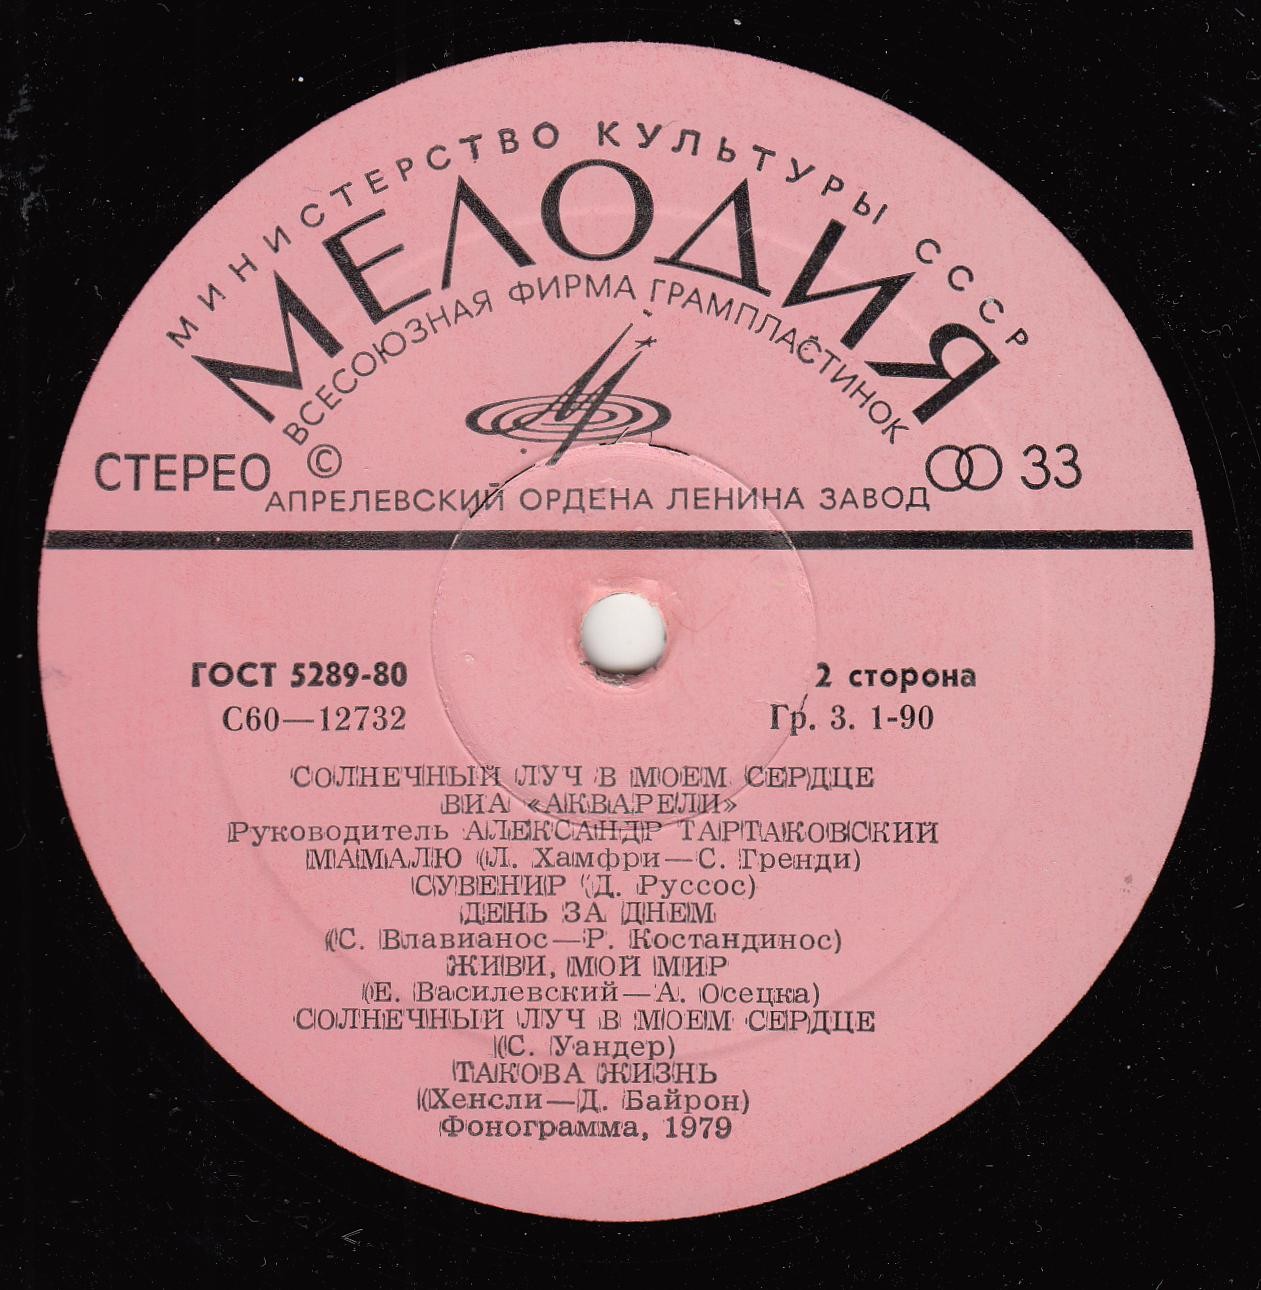 МИНИСТЕРСТВО КУЛЬТУРЫ СССР
МЕЛОДИЯ
ВСЕСОЮЗНАЯ ФИРМА ГРАМПЛАСТИНОК
СТЕРЕО © 33
АПРЕЛЕВСКИЙ ОРДЕНА ЛЕНИНА ЗАВОД
ГОСТ 5289-80 2 сторона
С60—12732 Гр. 3. 1-90
СОЛНЕЧНЫЙ ЛУЧ В МОЕМ СЕРДЦЕ
ВИА «АКВАРЕЛИ»
Руководитель АЛЕКСАНДР ТАРТАКОВСКИЙ
МАМАЛЮ (Л. Хамфри—С. Гренди)
СУВЕНИР (Д. Руссос)
ДЕНЬ ЗА ДНЕМ
(С. Влавианос—Р. Костандинос)
ЖИВИ, МОЙ МИР
(Е. Василевский—А. Осецка)
СОЛНЕЧНЫЙ ЛУЧ В МОЕМ СЕРДЦЕ
(С. Уандер)
ТАКОВА ЖИЗНЬ
(Хенсли—Д. Байрон)
Фонограмма, 1979